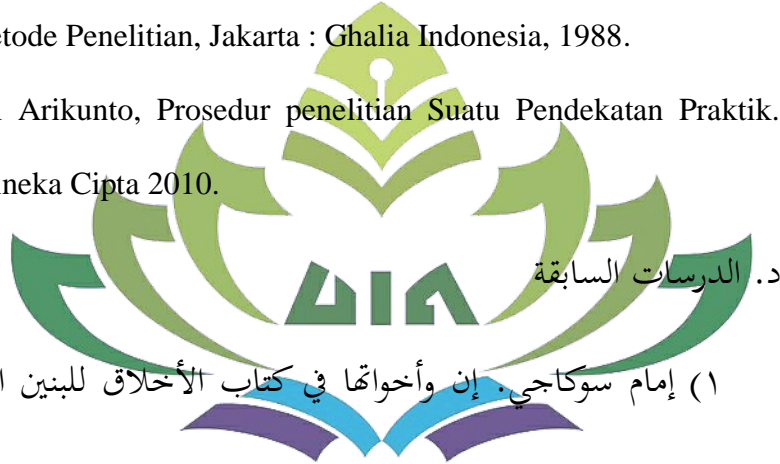 etode Penelitian, Jakarta : Ghalia Indonesia, 1988.
Arikunto, Prosedur penelitian Suatu Pendekatan Praktik.
neka Cipta 2010.
د. الدرسات السابقة
UIN
١) إمام سوكاجي. إن وأخواتها في كتاب الأخلاق للبنين